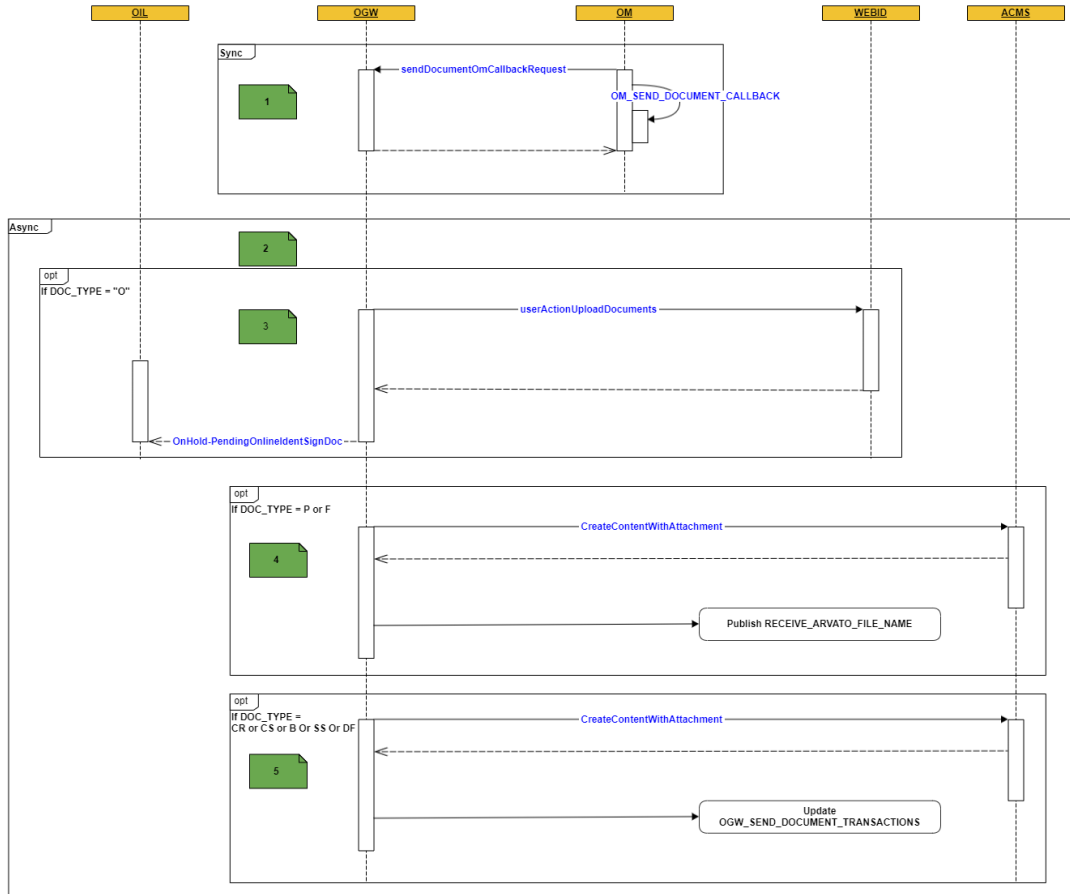 OIL
OGW
OM
WEBID
ACMS
Sync
sendDocumentOmCallbackRequest
1
OM_SEND_DOCUMENT_CALLBACK
Async
2
opt
If DOC_TYPE = "O"
userActionUploadDocuments
3
OnHold-PendingOnlineIdentSignDoc
opt
If DOC_TYPE = P or F
CreateContentWithAttachment
4
Publish RECEIVE_ARVATO_FILE_NAME
opt
If DOC_TYPE =
CR or CS or B Or SS Or DF
CreateContentWithAttachment
5
Update
OGW_SEND_DOCUMENT_TRANSACTIONS